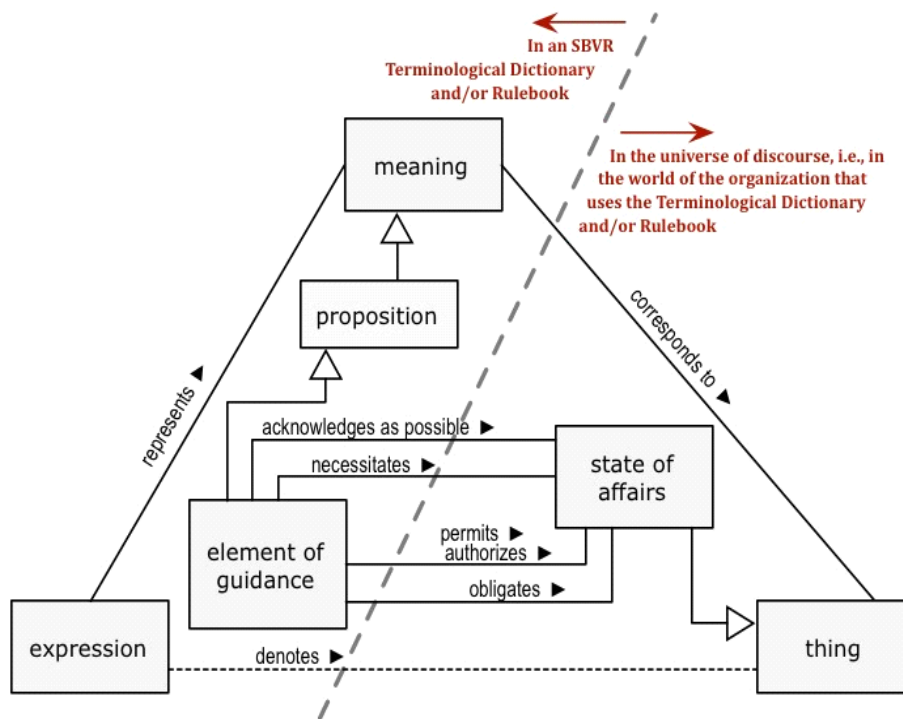 In an SBVR
Terminological Dictionary
and/or Rulebook
In the universe of discourse, i.e., in
the world of the organization that
uses the Terminological Dictionary
and/or Rulebook
meaning
proposition
represents ▶
corresponds to ▶
acknowledges as possible ▶
necessitates ▶
state of
affairs
element of
guidance
permits ▶
authorizes ▶
obligates ▶
expression
denotes ▶
thing